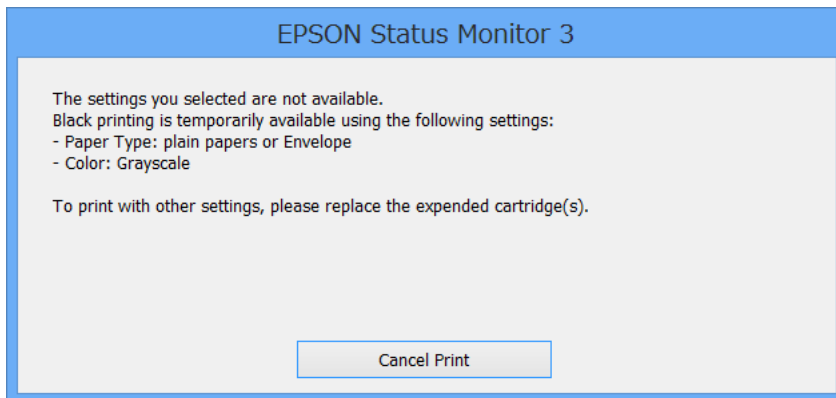 EPSON Status Monitor 3
The settings you selected are not available.
Black printing is temporarily available using the following settings:
- Paper Type: plain papers or Envelope
- Color: Grayscale
To print with other settings, please replace the expended cartridge(s).
Cancel Print